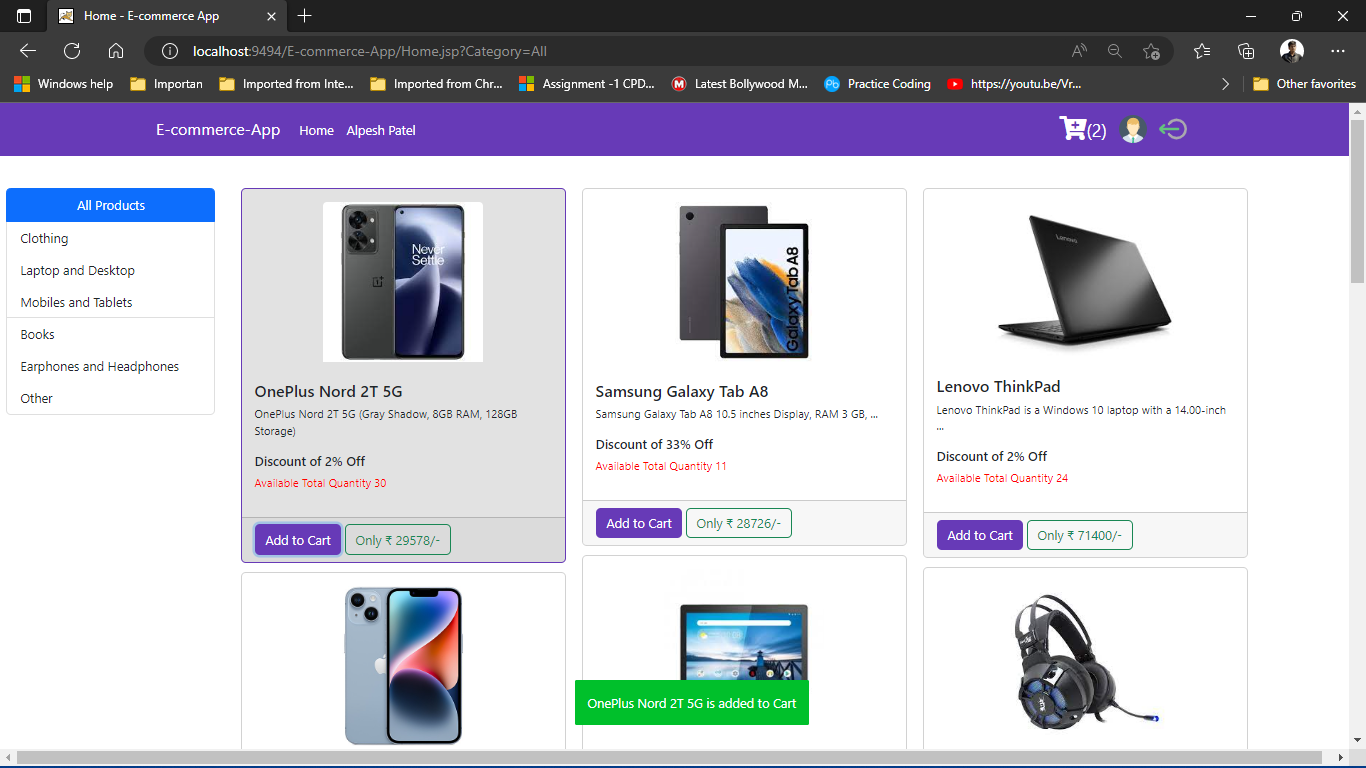 Home - E-commerce App
localhost:9494/E-commerce-App/Home.jsp?Category=All
Windows help
Importan
Imported from Inte...
Imported from Chr...
Assignment -1 CPD...
Latest Bollywood M...
Practice Coding
https://youtu.be/Vr...
Other favorites
E-commerce-App
Home
Alpesh Patel
(2)
All Products
Clothing
Laptop and Desktop
Mobiles and Tablets
Books
Earphones and Headphones
Other
Never
Settle
OnePlus Nord 2T 5G
OnePlus Nord 2T 5G (Gray Shadow, 8GB RAM, 128GB
Storage)
Discount of 2% Off
Available Total Quantity 30
Add to Cart
Only ₹ 29578/-
Galaxy Tab A8
Samsung Galaxy Tab A8
Samsung Galaxy Tab A8 10.5 inches Display, RAM 3 GB, ...
Discount of 33% Off
Available Total Quantity 11
Add to Cart
Only ₹ 28726/-
Lenovo
Lenovo ThinkPad
Lenovo ThinkPad is a Windows 10 laptop with a 14.00-inch
...
Discount of 2% Off
Available Total Quantity 24
Add to Cart
Only ₹ 71400/-
OnePlus Nord 2T 5G is added to Cart